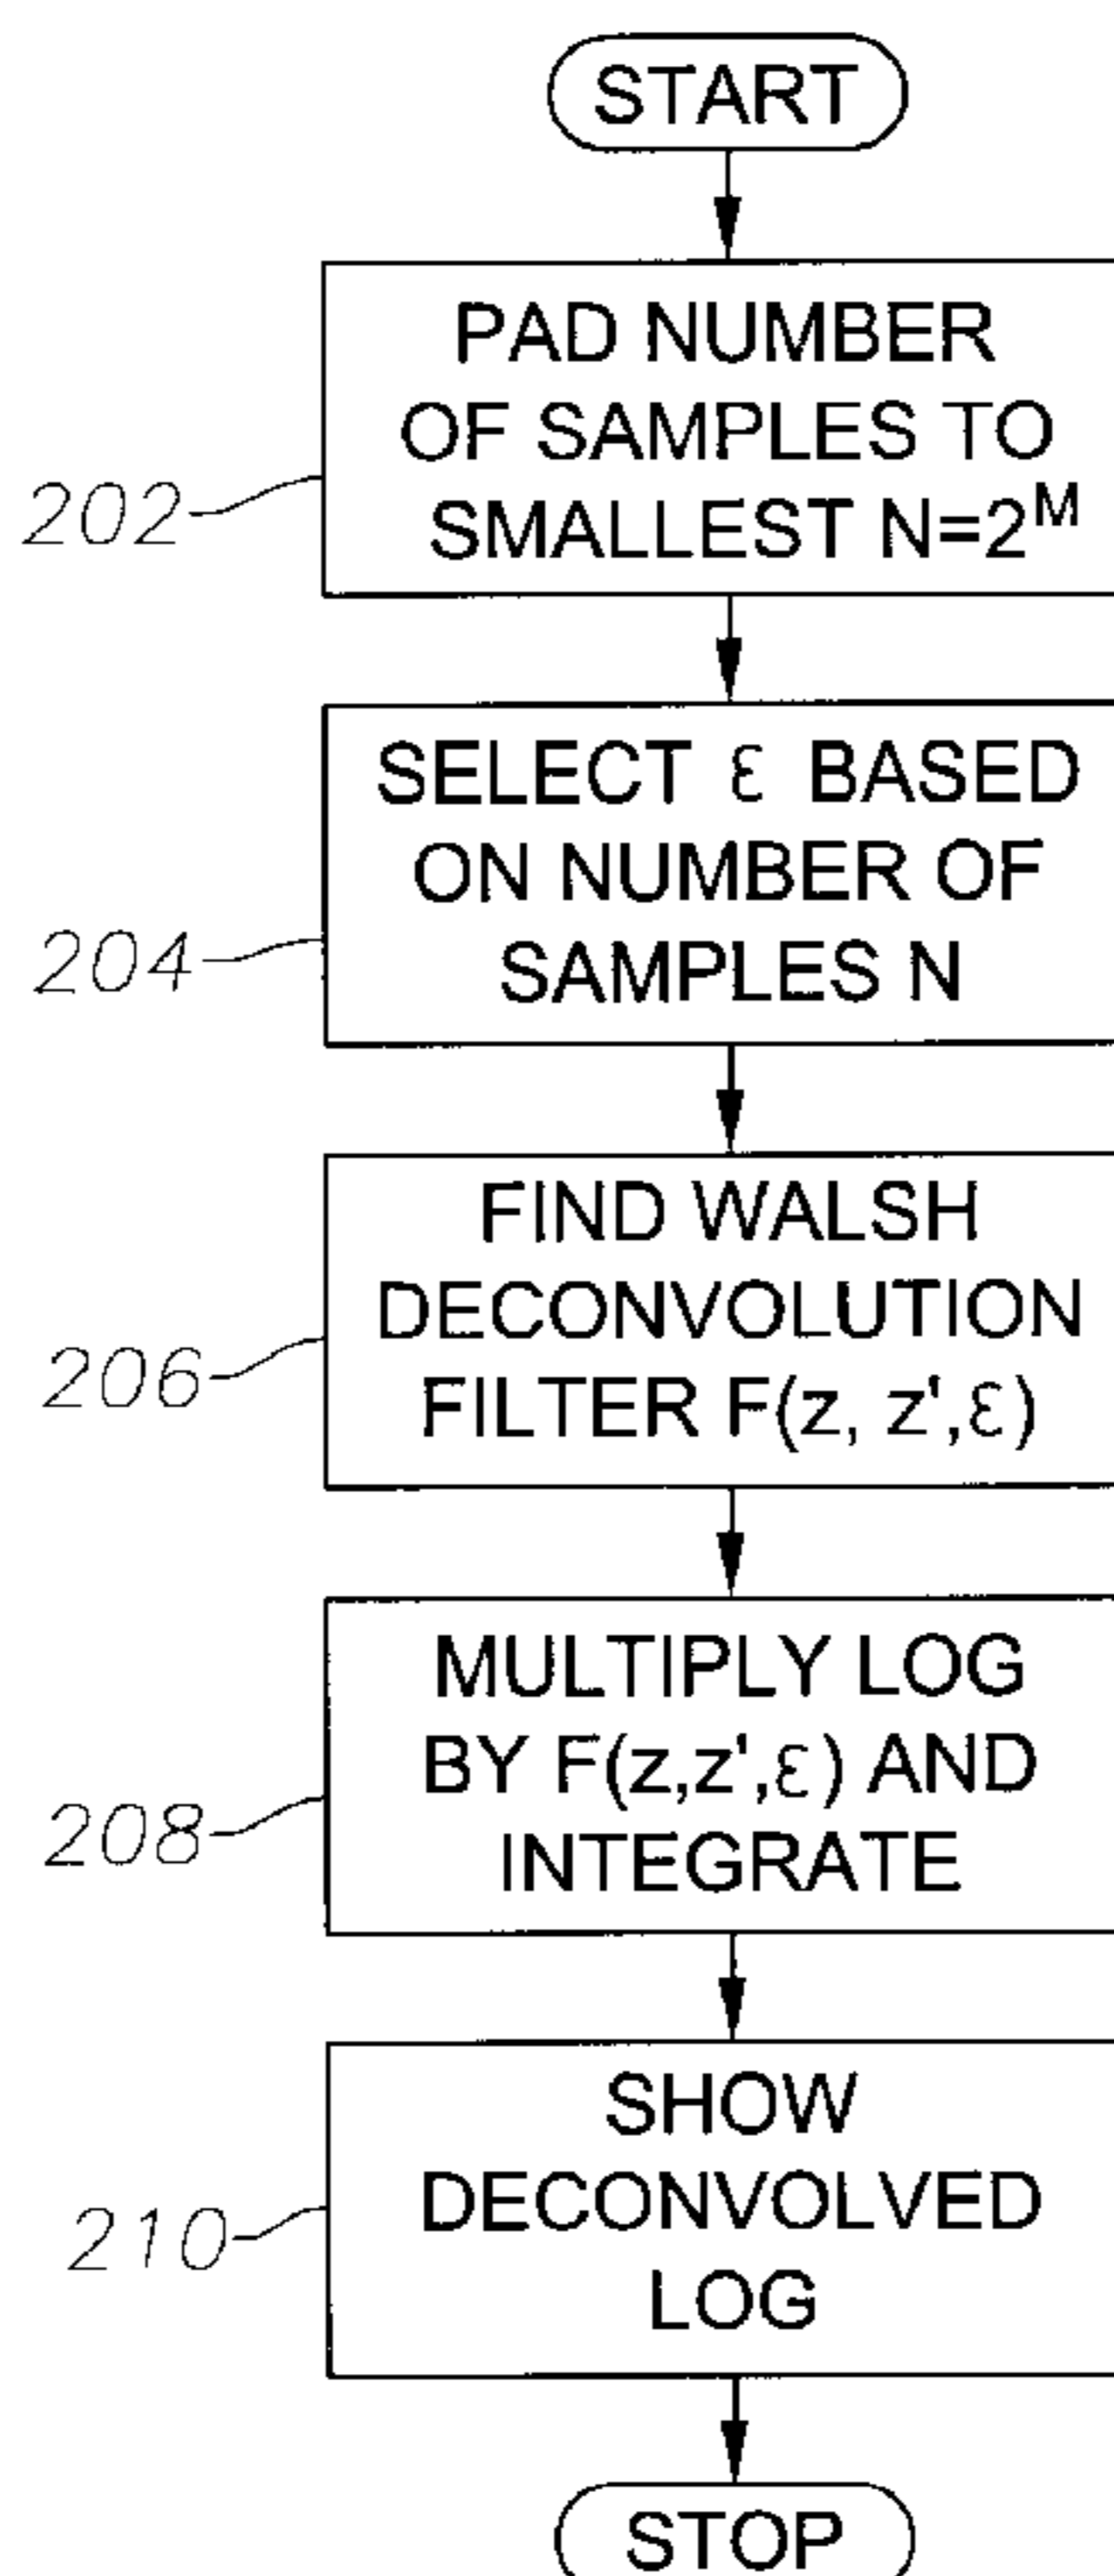 START
PAD NUMBER
OF SAMPLES TO
202
SMALLEST N=2^M
SELECT ε BASED
ON NUMBER OF
204
SAMPLES N
FIND WALSH
DECONVOLUTION
206
FILTER F(z, z',ε)
MULTIPLY LOG
BY F(z,z',ε) AND
208
INTEGRATE
SHOW
DECONVOLVED
210
LOG
STOP